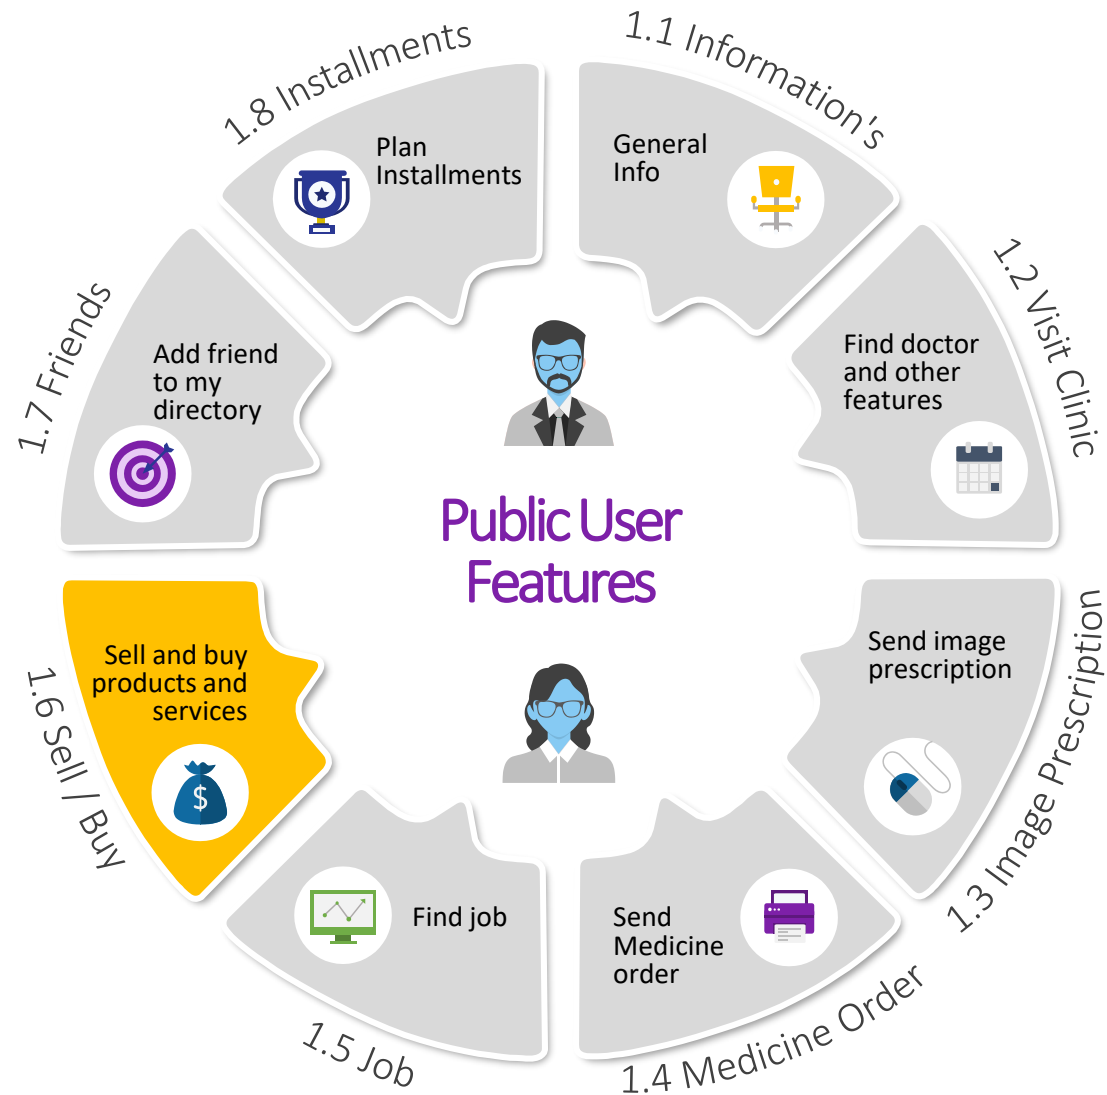 1.1 Information's
General
Info
1.2 Visit Clinic
Find doctor
and other
features
1.3 Image Prescription
Send image
prescription
1.4 Medicine Order
Send
Medicine
order
1.5 Job
Find job
1.6 Sell / Buy
Sell and buy
products and
services
$
1.7 Friends
Add friend
to my
directory
1.8 Installments
Plan
Installments
Public User
Features